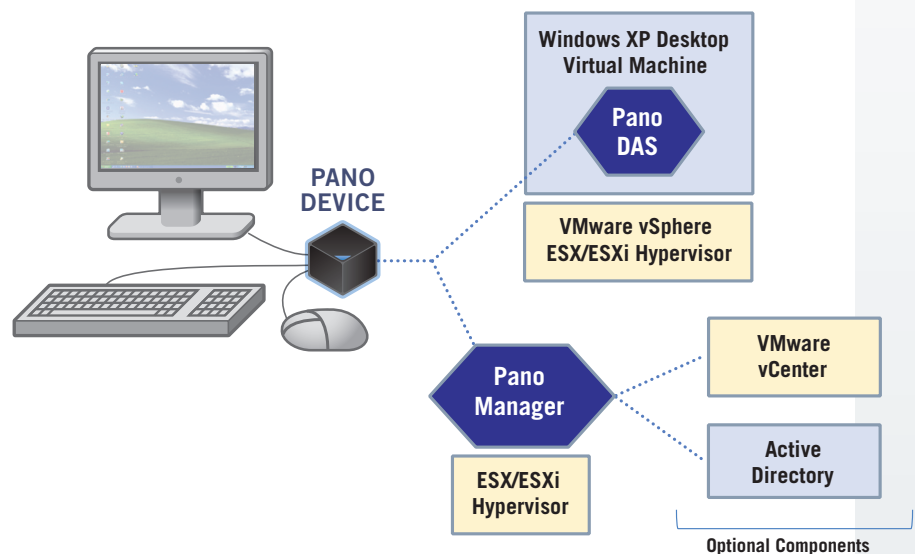 Windows XP Desktop
Virtual Machine
Pano
DAS
PANO
DEVICE
VMware vSphere
ESX/ESXi Hypervisor
Pano
Manager
VMware
vCenter
Active
Directory
ESX/ESXi
Hypervisor
Optional Components